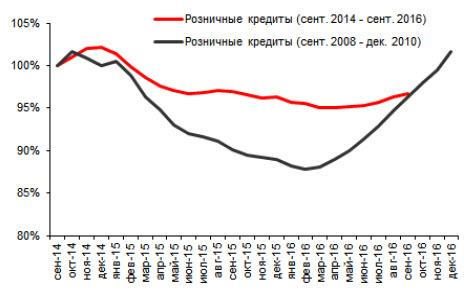 Розничные кредиты (сент. 2014 - сент. 2016)
Розничные кредиты (сент. 2008 - дек. 2010)
105%
100%
95%
90%
85%
80%
сен-14
окт-14
ноя-14
дек-14
янв-15
фев-15
мар-15
апр-15
май-15
июн-15
июл-15
авг-15
сен-15
окт-15
ноя-15
дек-15
янв-16
фев-16
мар-16
апр-16
май-16
июн-16
июл-16
авг-16
сен-16
окт-16
ноя-16
дек-16